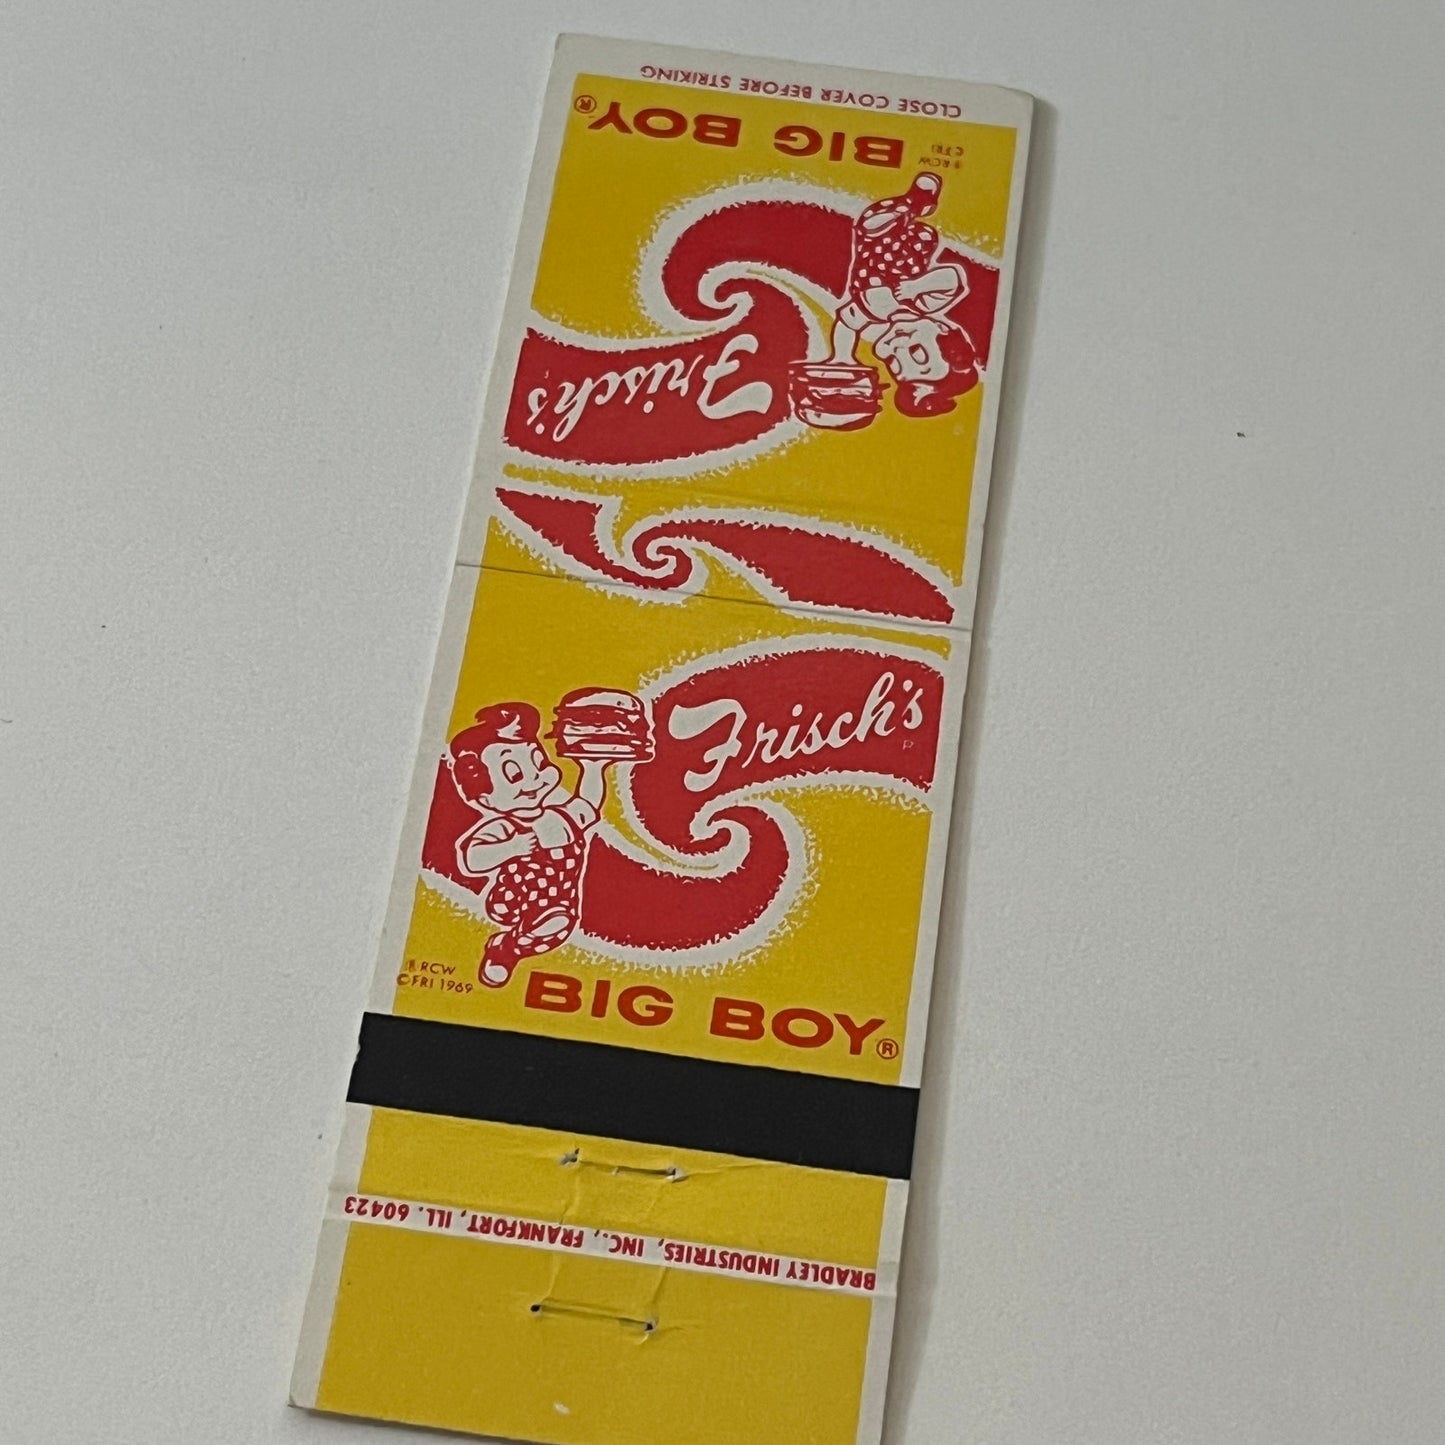 CLOSE COVER BEFORE STRIKING
BIG BOY®
RCW
Frisch's
Frisch's
RCW
© FRI 1969
BIG BOY®
BRADLEY INDUSTRIES, INC., FRANKFORT, ILL. 60423